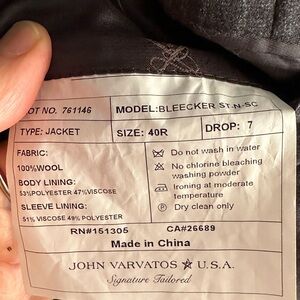 LOT NO. 761146 MODEL:BLEECKER ST-N-SC
TYPE: JACKET SIZE: 40R DROP: 7
FABRIC:
100%WOOL
BODY LINING:
53%POLYESTER 47%VISCOSE
SLEEVE LINING:
51% VISCOSE 49% POLYESTER
Do not wash in water
No chlorine bleaching
washing powder
Ironing at moderate
temperature
Dry clean only
RN#151305 CA#26689
Made in China
JOHN VARVATOS ★ U.S.A.
Signature Tailored